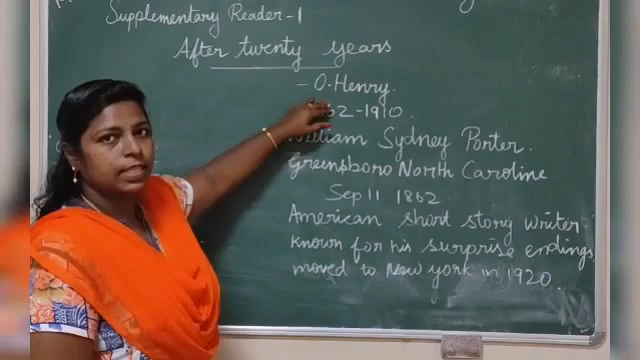 Supplementary Reader-1
After twenty years
- O.Henry.
62-1910.
William Sydney Porter.
Greensboro North Caroline
Sep 11 1862
American short story writer-
known for his surprise endings
moved to New york in 1920.